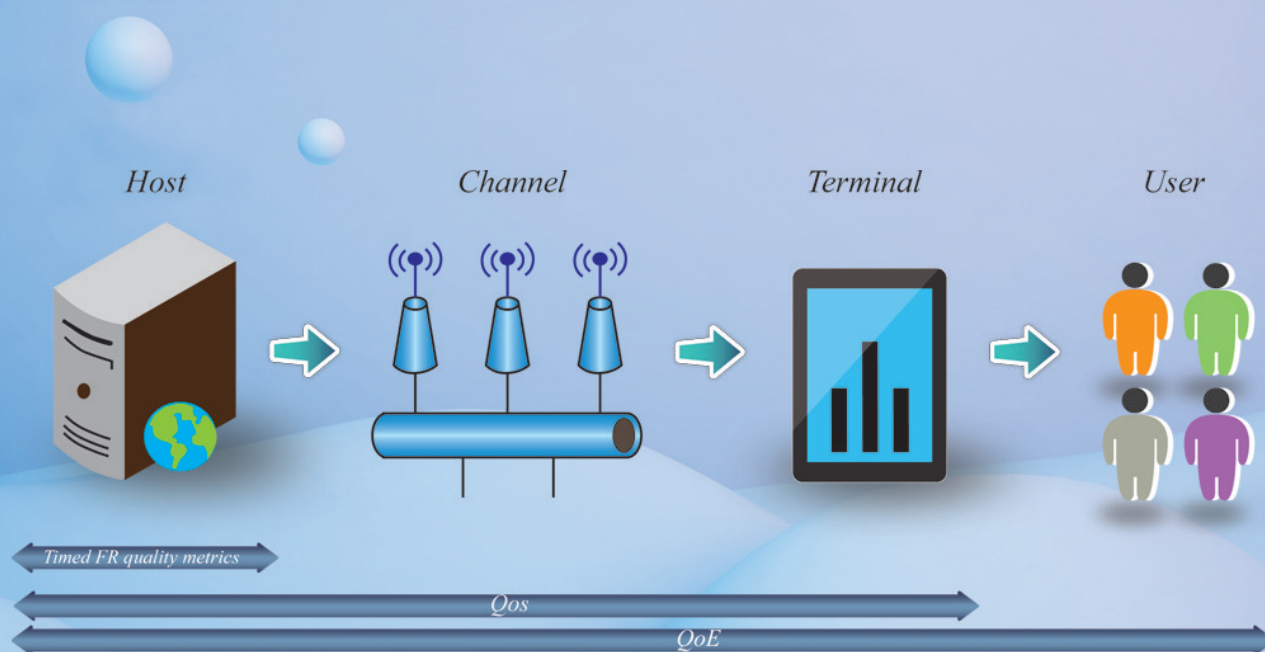 Host
Channel
Terminal
User
Timed FR quality metrics
Qos
QoE